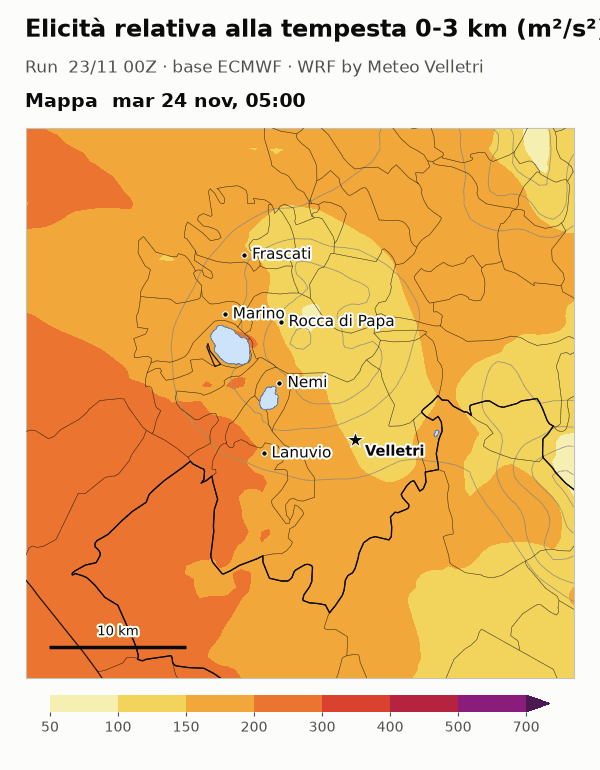 Elicità relativa alla tempesta 0-3 km (m²/s²)
Run  23/11 00Z · base ECMWF · WRF by Meteo Velletri
Mappa  mar 24 nov, 05:00
Frascati
Marino
Rocca di Papa
Nemi
Velletri
Lanuvio
10 km
50 100 150 200 300 400 500 700